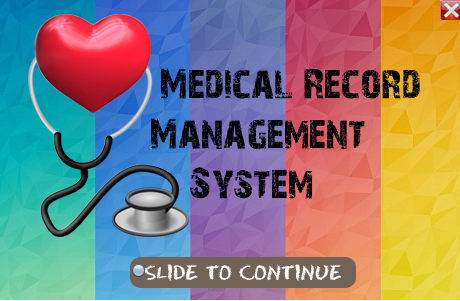 MEDICAL RECORD
MANAGEMENT
SYSTEM
SLIDE TO CONTINUE